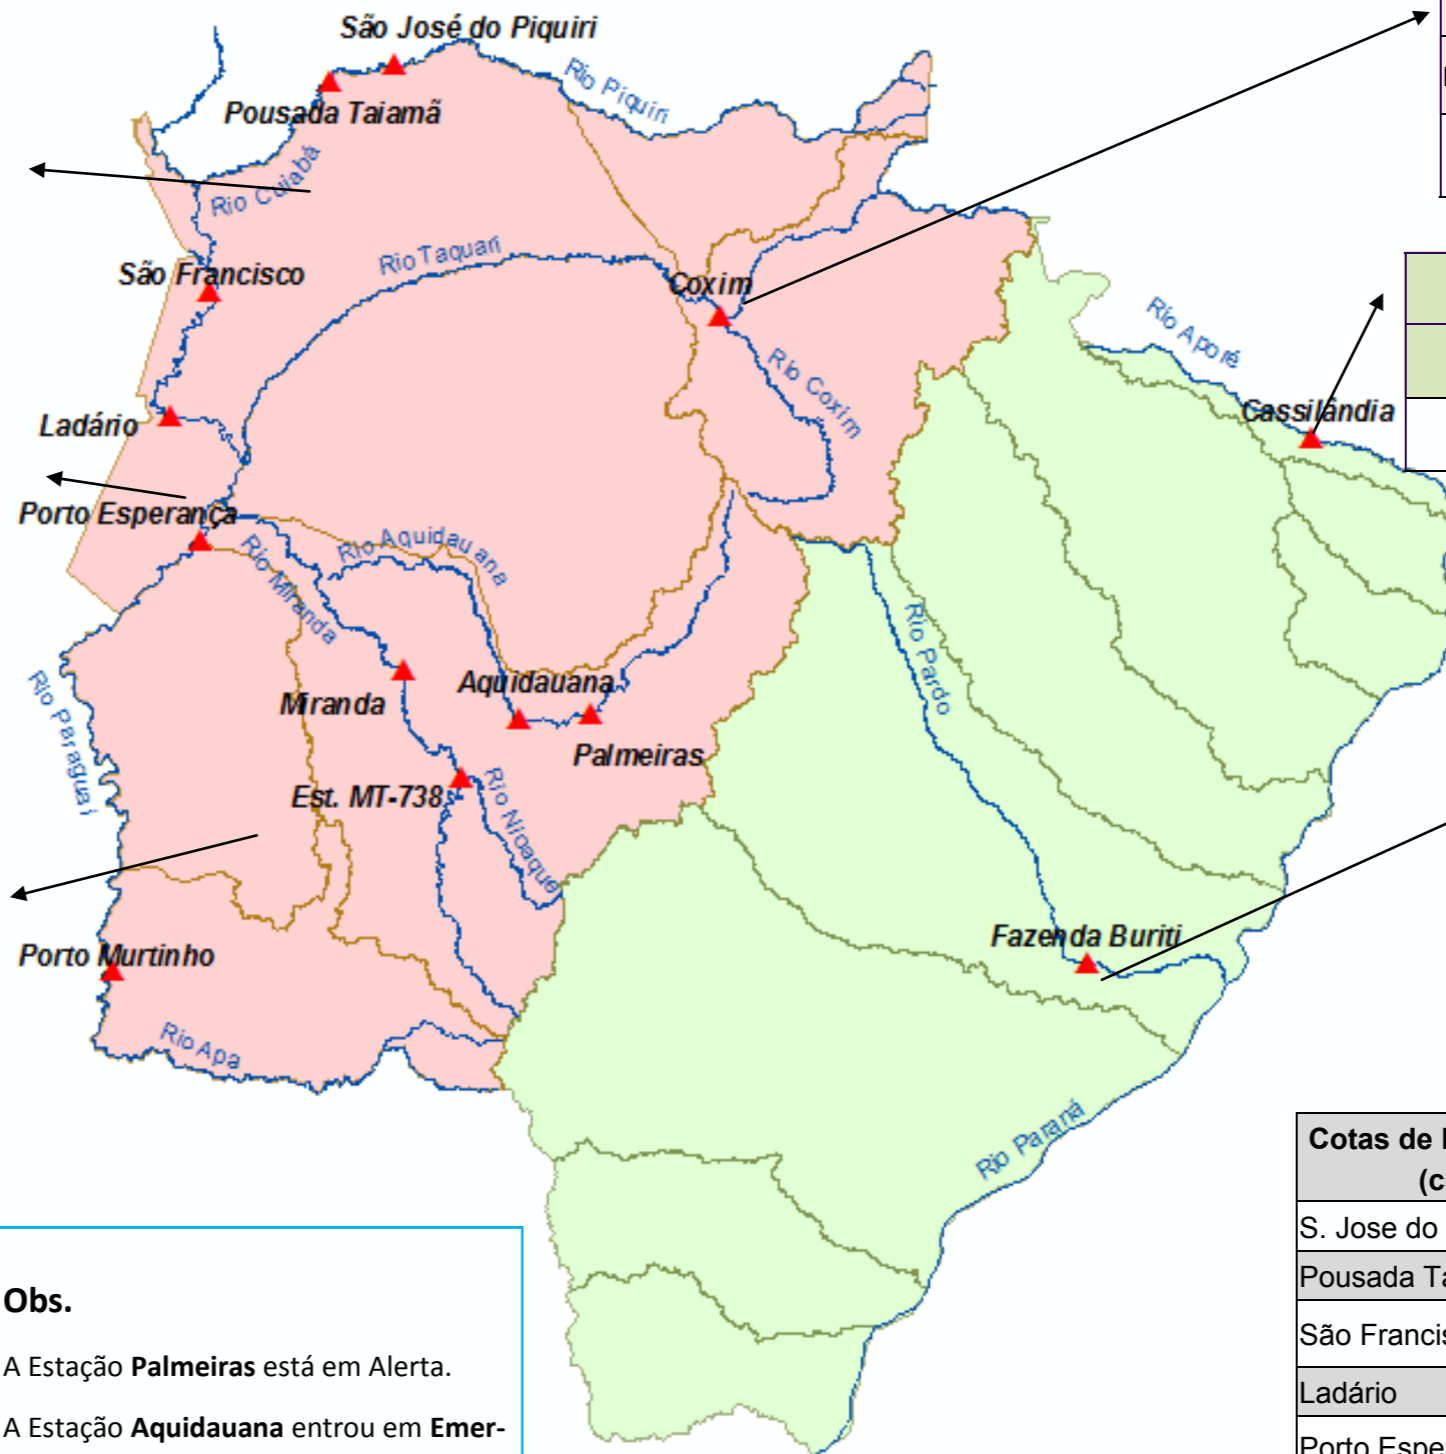 São José do Piquiri
Rio Piquiri
Pousada Taiamã
Rio Cuiabá
Rio Taquari
São Francisco
Coxim
Rio Aporé
Rio Coxim
Cassilândia
Ladário
Porto Esperança
Rio Aquidauana
Rio Miranda
Rio Pardo
Rio Paraguai
Aquidauana
Miranda
Palmeiras
Est. MT-738
Rio Nioaque
Fazenda Buriti
Porto Murtinho
Rio Apa
Rio Paraná
Cotas de
(c
S. Jose do
Pousada Ta
São Francis
Ladário
Porto Espe
Obs.
A Estação Palmeiras está em Alerta.
A Estação Aquidauana entrou em Emer-